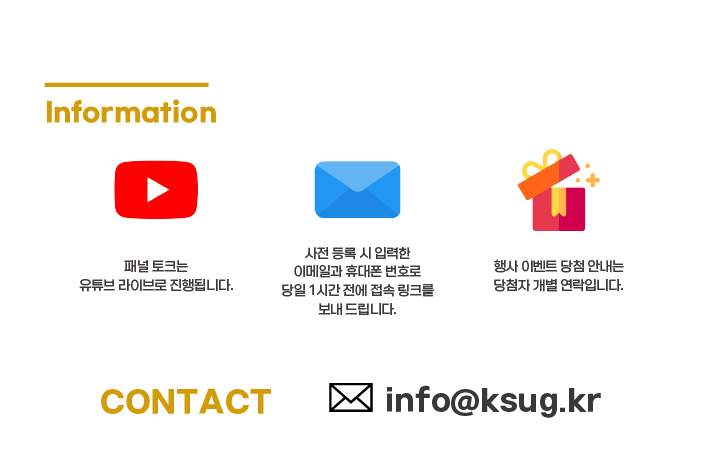 Information
패널 토크는
유튜브 라이브로 진행됩니다.
사전 등록 시 입력한
이메일과 휴대폰 번호로
당일 1시간 전에 접속 링크를
보내 드립니다.
행사 이벤트 당첨 안내는
당첨자 개별 연락입니다.
CONTACT
info@ksug.kr